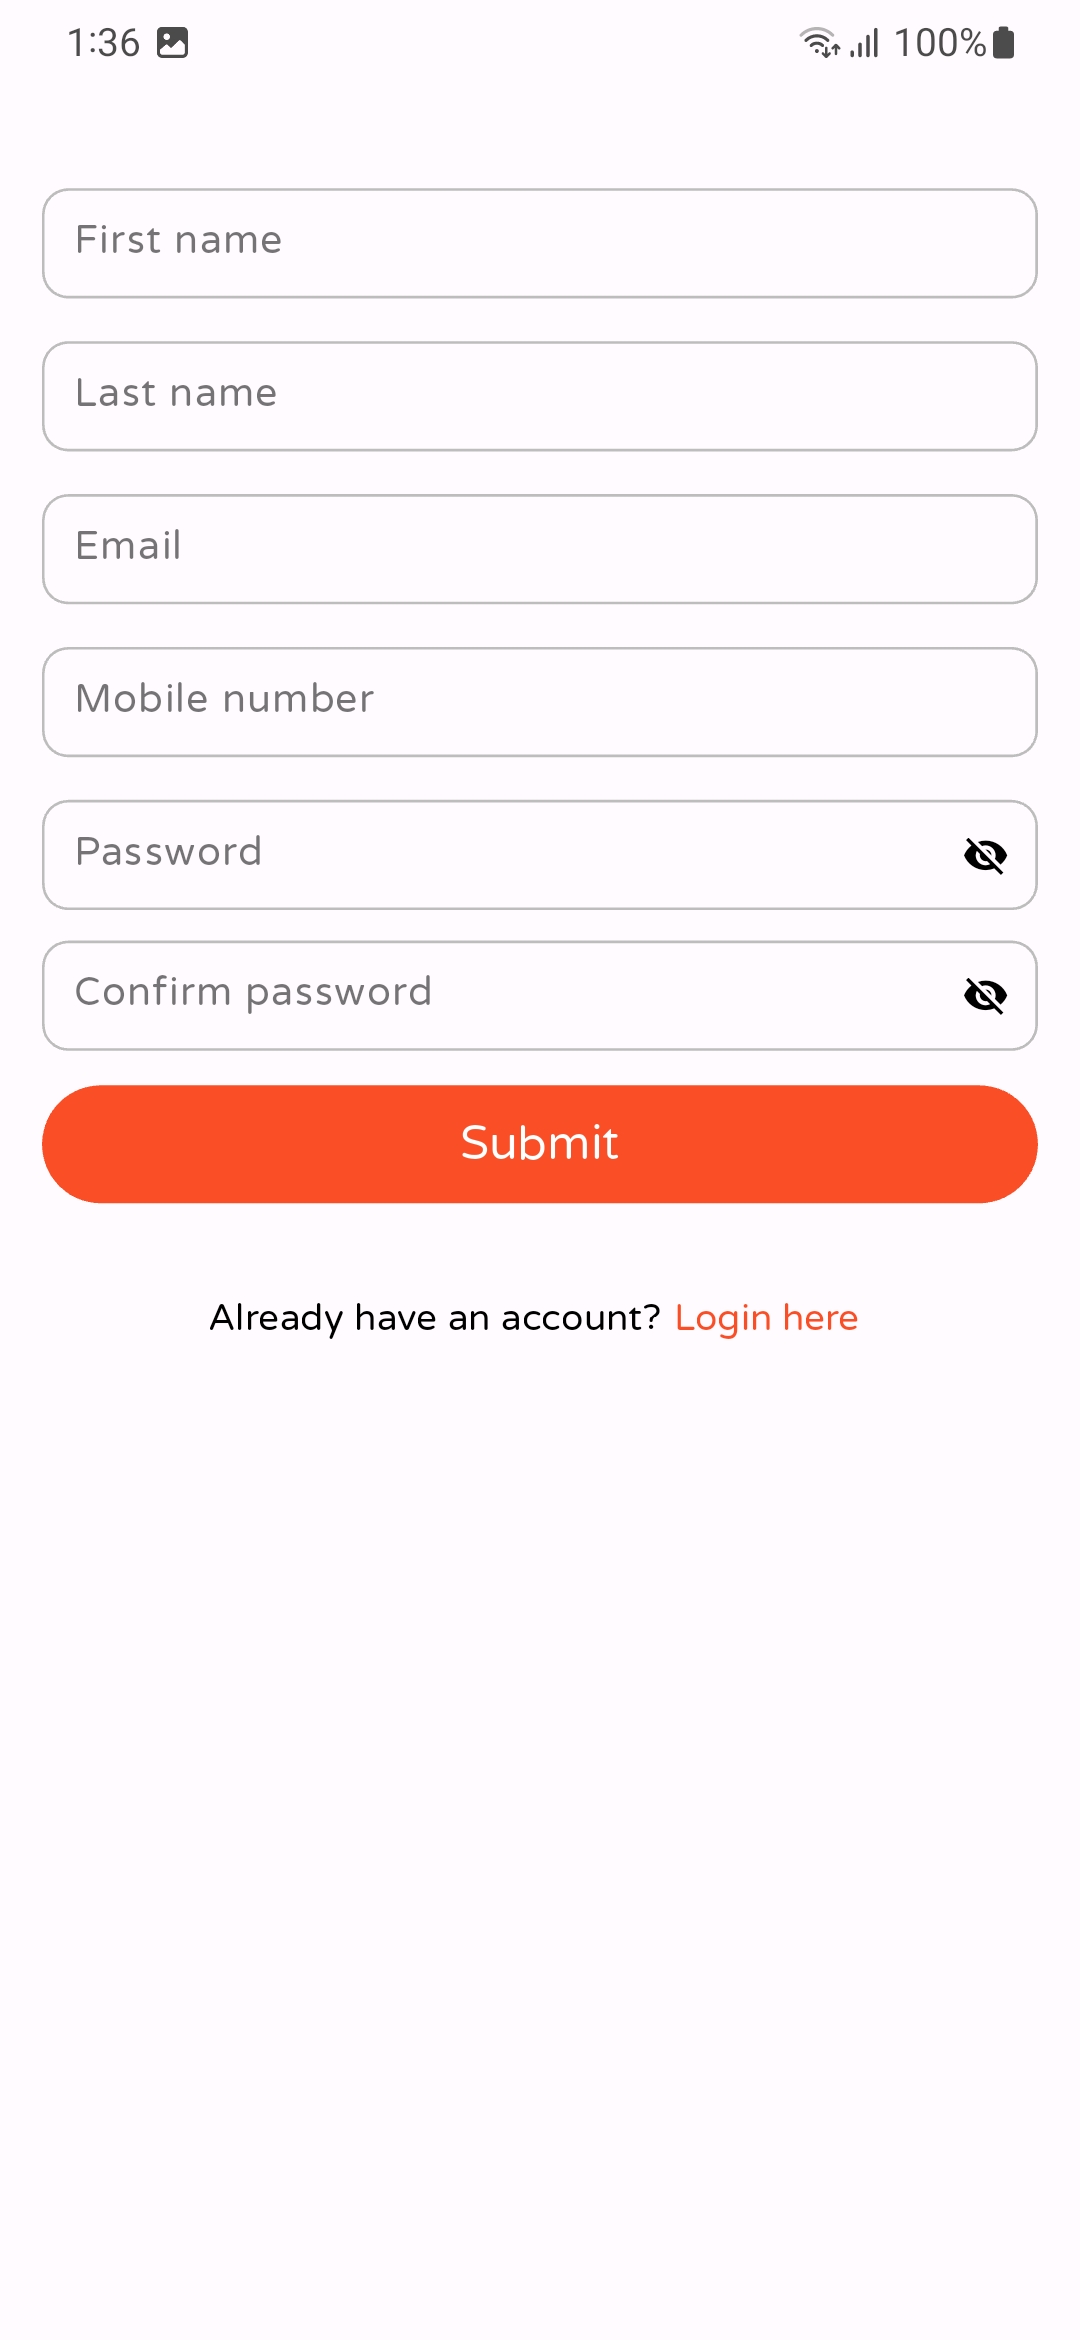 1:36 100%
First name
Last name
Email
Mobile number
Password
Confirm password
Submit
Already have an account? Login here